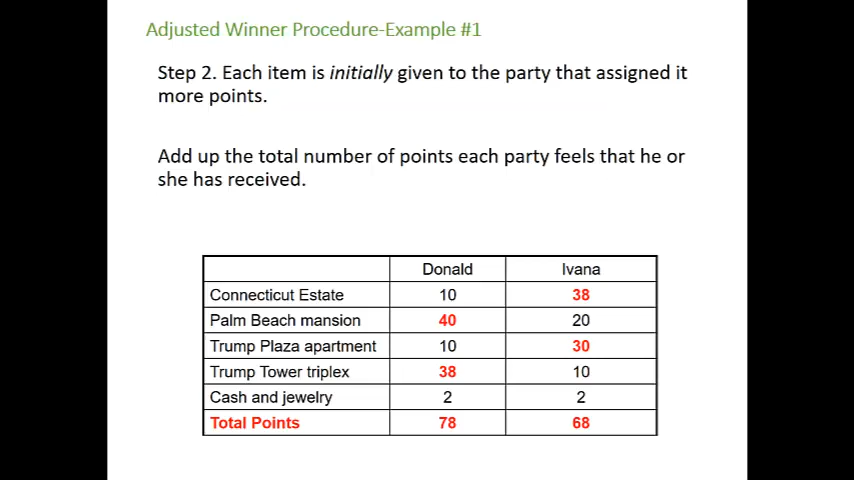 Adjusted Winner Procedure-Example #1
Step 2. Each item is initially given to the party that assigned it
more points.
Add up the total number of points each party feels that he or
she has received.
Donald Ivana
Connecticut Estate 10 38
Palm Beach mansion 40 20
Trump Plaza apartment 10 30
Trump Tower triplex 38 10
Cash and jewelry 2 2
Total Points 78 68